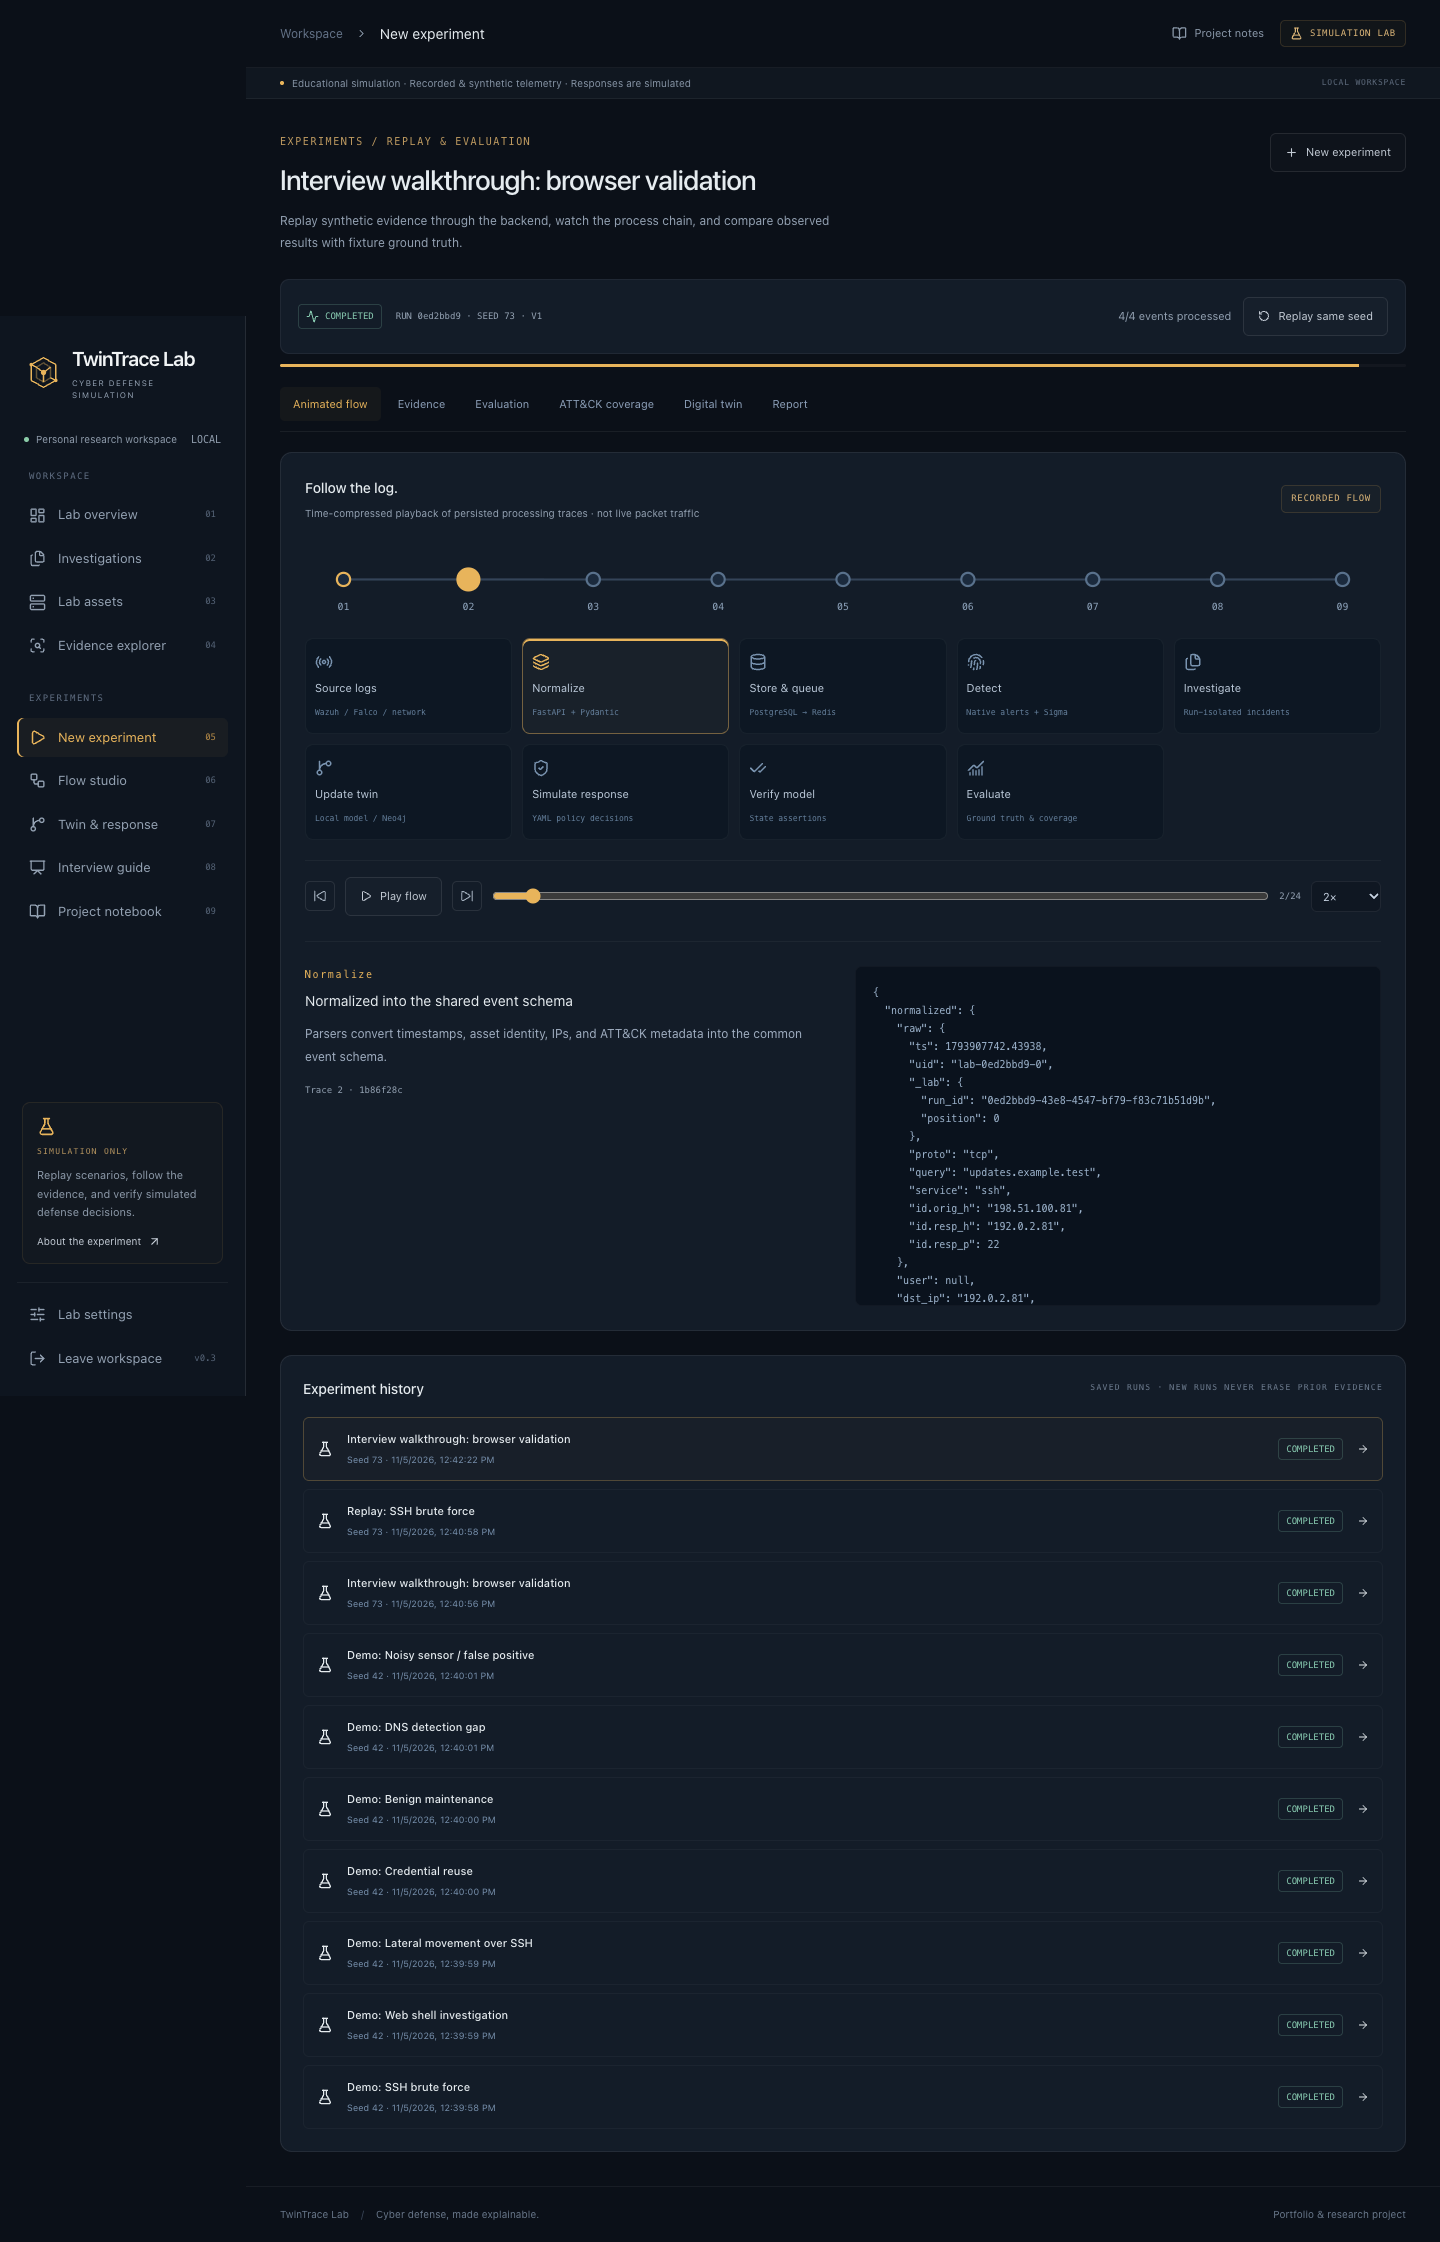 Workspace
New experiment
Project notes
SIMULATION LAB
Educational simulation · Recorded & synthetic telemetry · Responses are simulated
LOCAL WORKSPACE
EXPERIMENTS / REPLAY & EVALUATION
New experiment
Interview walkthrough: browser validation
Replay synthetic evidence through the backend, watch the process chain, and compare observed
results with fixture ground truth.
COMPLETED
RUN 0ed2bbd9 · SEED 73 · V1
4/4 events processed
Replay same seed
TwinTrace Lab
CYBER DEFENSE
SIMULATION
Personal research workspace
LOCAL
WORKSPACE
Lab overview 01
Investigations 02
Lab assets 03
Evidence explorer 04
EXPERIMENTS
New experiment 05
Flow studio 06
Twin & response 07
Interview guide 08
Project notebook 09
SIMULATION ONLY
Replay scenarios, follow the
evidence, and verify simulated
defense decisions.
About the experiment
Lab settings
Leave workspace v0.3
Animated flow
Evidence
Evaluation
ATT&CK coverage
Digital twin
Report
Follow the log.
Time-compressed playback of persisted processing traces · not live packet traffic
RECORDED FLOW
01 02 03 04 05 06 07 08 09
Source logs
Wazuh / Falco / network
Normalize
FastAPI + Pydantic
Store & queue
PostgreSQL → Redis
Detect
Native alerts + Sigma
Investigate
Run-isolated incidents
Update twin
Local model / Neo4j
Simulate response
YAML policy decisions
Verify model
State assertions
Evaluate
Ground truth & coverage
Play flow
2/24
2×
Normalize
Normalized into the shared event schema
Parsers convert timestamps, asset identity, IPs, and ATT&CK metadata into the common
event schema.
Trace 2 · 1b86f28c
{
"normalized": {
"raw": {
"ts": 1793907742.43938,
"uid": "lab-0ed2bbd9-0",
"_lab": {
"run_id": "0ed2bbd9-43e8-4547-bf79-f83c71b51d9b",
"position": 0
},
"proto": "tcp",
"query": "updates.example.test",
"service": "ssh",
"id.orig_h": "198.51.100.81",
"id.resp_h": "192.0.2.81",
"id.resp_p": 22
},
"user": null,
"dst_ip": "192.0.2.81",
Experiment history
SAVED RUNS · NEW RUNS NEVER ERASE PRIOR EVIDENCE
Interview walkthrough: browser validation
Seed 73 · 11/5/2026, 12:42:22 PM
COMPLETED
Replay: SSH brute force
Seed 73 · 11/5/2026, 12:40:58 PM
COMPLETED
Interview walkthrough: browser validation
Seed 73 · 11/5/2026, 12:40:56 PM
COMPLETED
Demo: Noisy sensor / false positive
Seed 42 · 11/5/2026, 12:40:01 PM
COMPLETED
Demo: DNS detection gap
Seed 42 · 11/5/2026, 12:40:01 PM
COMPLETED
Demo: Benign maintenance
Seed 42 · 11/5/2026, 12:40:00 PM
COMPLETED
Demo: Credential reuse
Seed 42 · 11/5/2026, 12:40:00 PM
COMPLETED
Demo: Lateral movement over SSH
Seed 42 · 11/5/2026, 12:39:59 PM
COMPLETED
Demo: Web shell investigation
Seed 42 · 11/5/2026, 12:39:59 PM
COMPLETED
Demo: SSH brute force
Seed 42 · 11/5/2026, 12:39:58 PM
COMPLETED
TwinTrace Lab / Cyber defense, made explainable.
Portfolio & research project